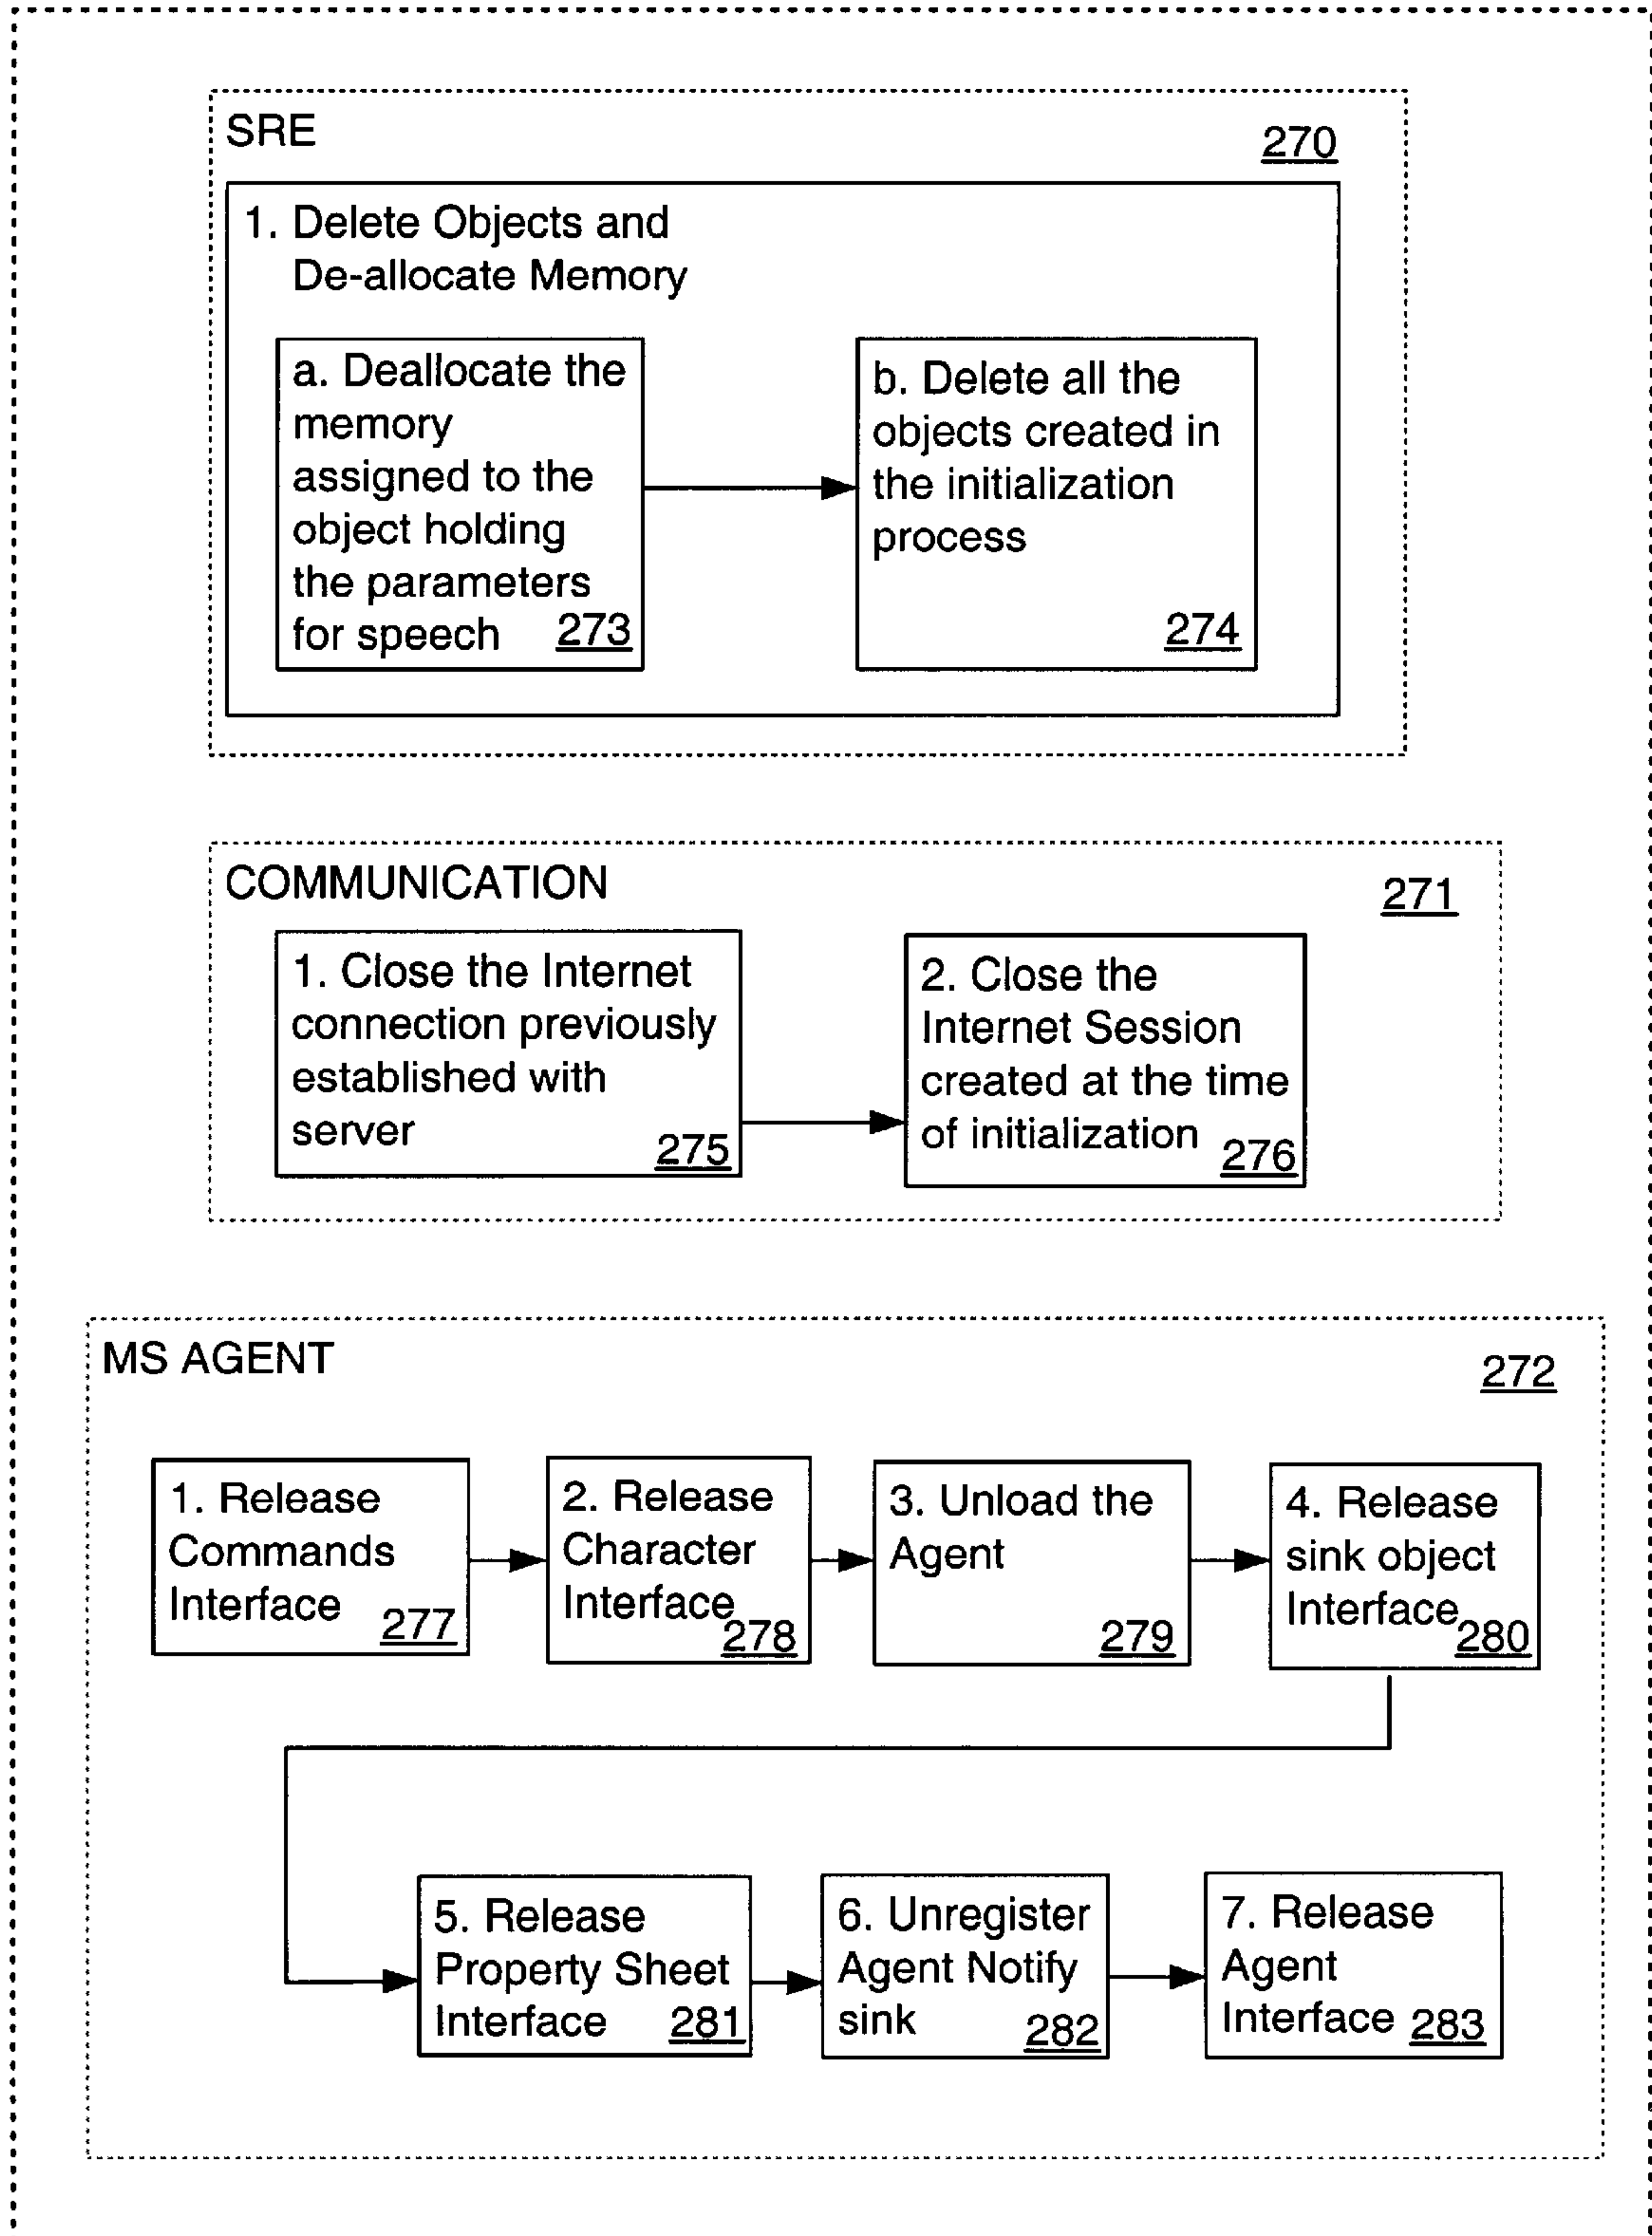 SRE
270
1. Delete Objects and
De-allocate Memory
a. Deallocate the
memory
assigned to the
object holding
the parameters
for speech 273
b. Delete all the
objects created in
the initialization
process
274
COMMUNICATION
271
1. Close the Internet
connection previously
established with
server 275
2. Close the
Internet Session
created at the time
of initialization 276
MS AGENT
272
1. Release
Commands
Interface 277
2. Release
Character
Interface 278
3. Unload the
Agent
279
4. Release
sink object
Interface 280
5. Release
Property Sheet
Interface 281
6. Unregister
Agent Notify
sink 282
7. Release
Agent
Interface 283